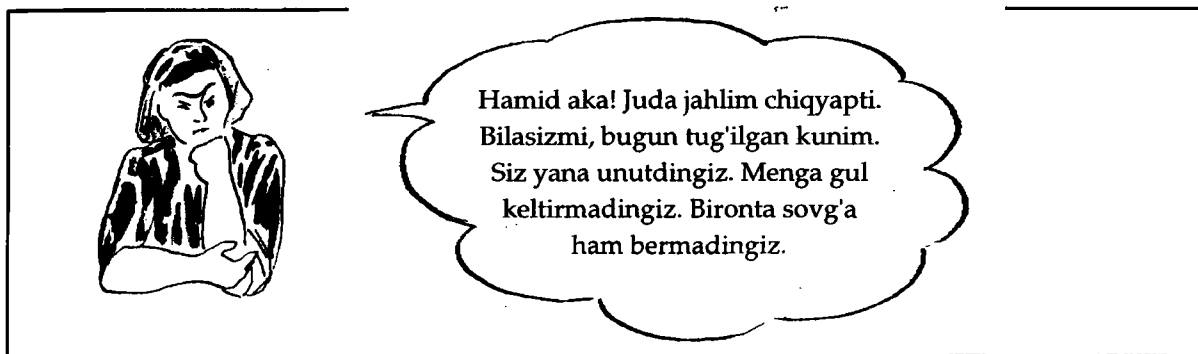 Hamid aka! Juda jahlim chiqyapti.
Bilasizmi, bugun tug'ilgan kunim.
Siz yana unutdingiz. Menga gul
keltirmadingiz. Bironta sovg'a
ham bermadingiz.